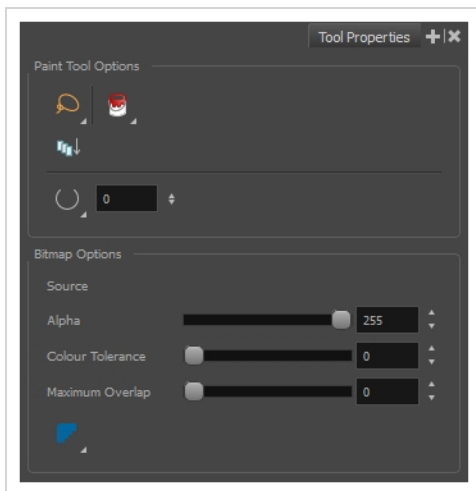 Tool Properties
Paint Tool Options
0
Bitmap Options
Source
Alpha 255
Colour Tolerance 0
Maximum Overlap 0